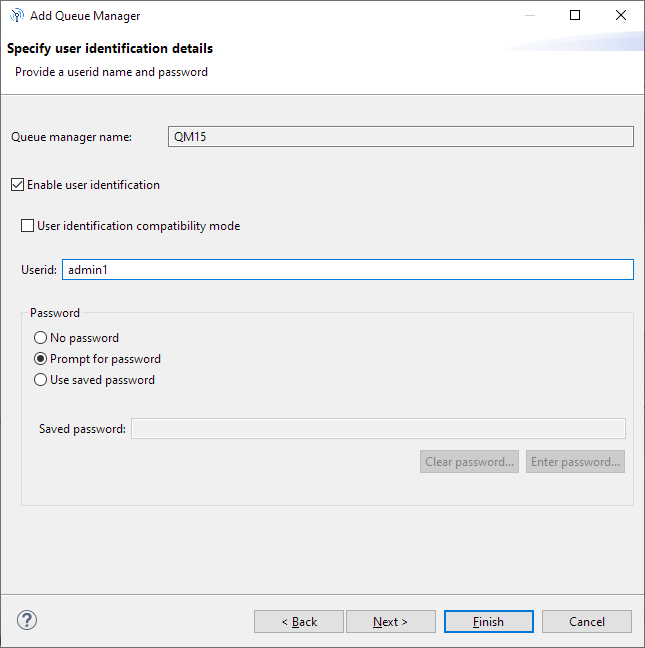 Add Queue Manager
Specify user identification details
Provide a userid name and password
Queue manager name: QM15
Enable user identification
User identification compatibility mode
Userid: admin1
Password
No password
Prompt for password
Use saved password
Saved password:
Clear password... Enter password...
? < Back Next > Finish Cancel